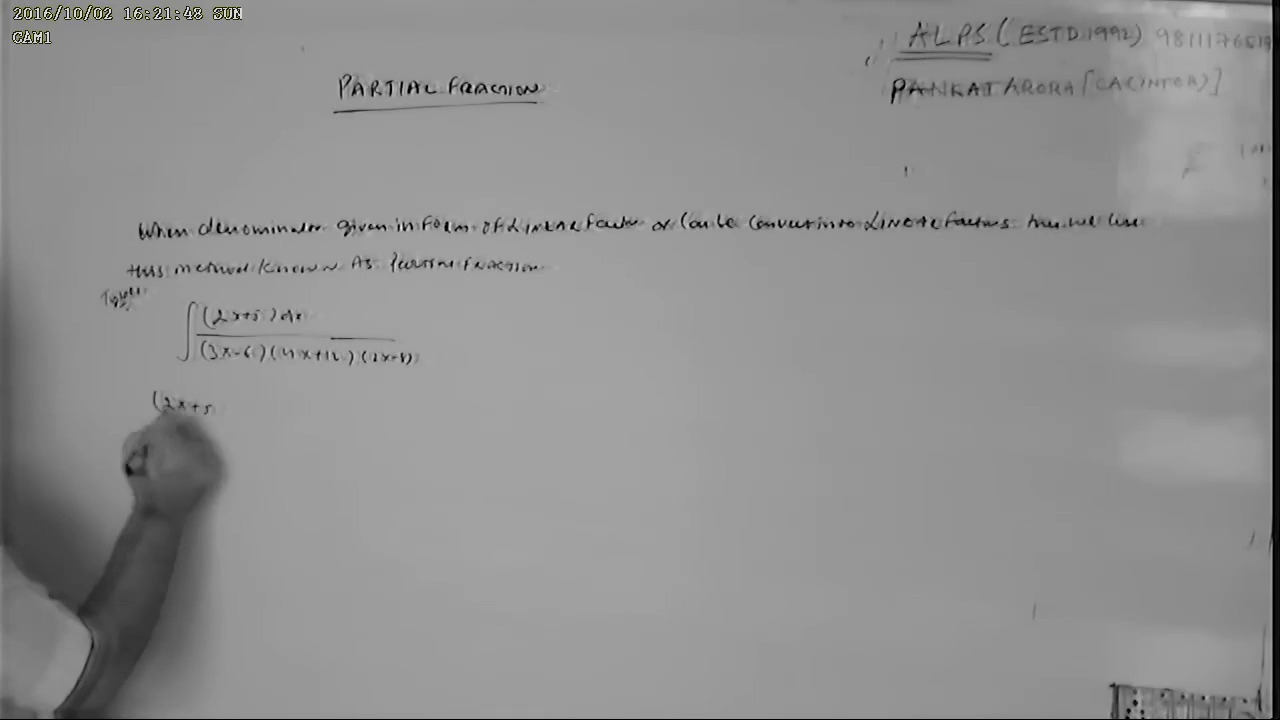 2016/10/02 16:21:48 SUN
CAM1
ALPS (ESTD 1992)
PANKAJ ARORA
PARTIAL FRACTION
When denominator given in form of Linear factor or Can be Convert into Linear factors then we use
this method known As Partial FRACTION
∫ (2x+5) dx
(3x-6)(4x+12)(2x-8)
(2x+5